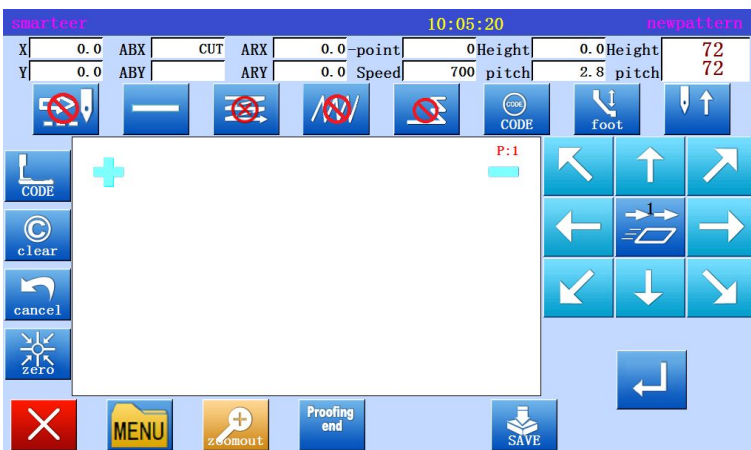 smarteer 10:05:20 newpattern
X 0.0 ABX CUT ARX 0.0 -point 0 Height 0.0 Height 72
Y 0.0 ABY ARY 0.0 Speed 700 pitch 2.8 pitch 72
CODE
CODE foot
P:1
CODE
1
clear
cancel
zero
MENU zoomout Proofing
end
SAVE